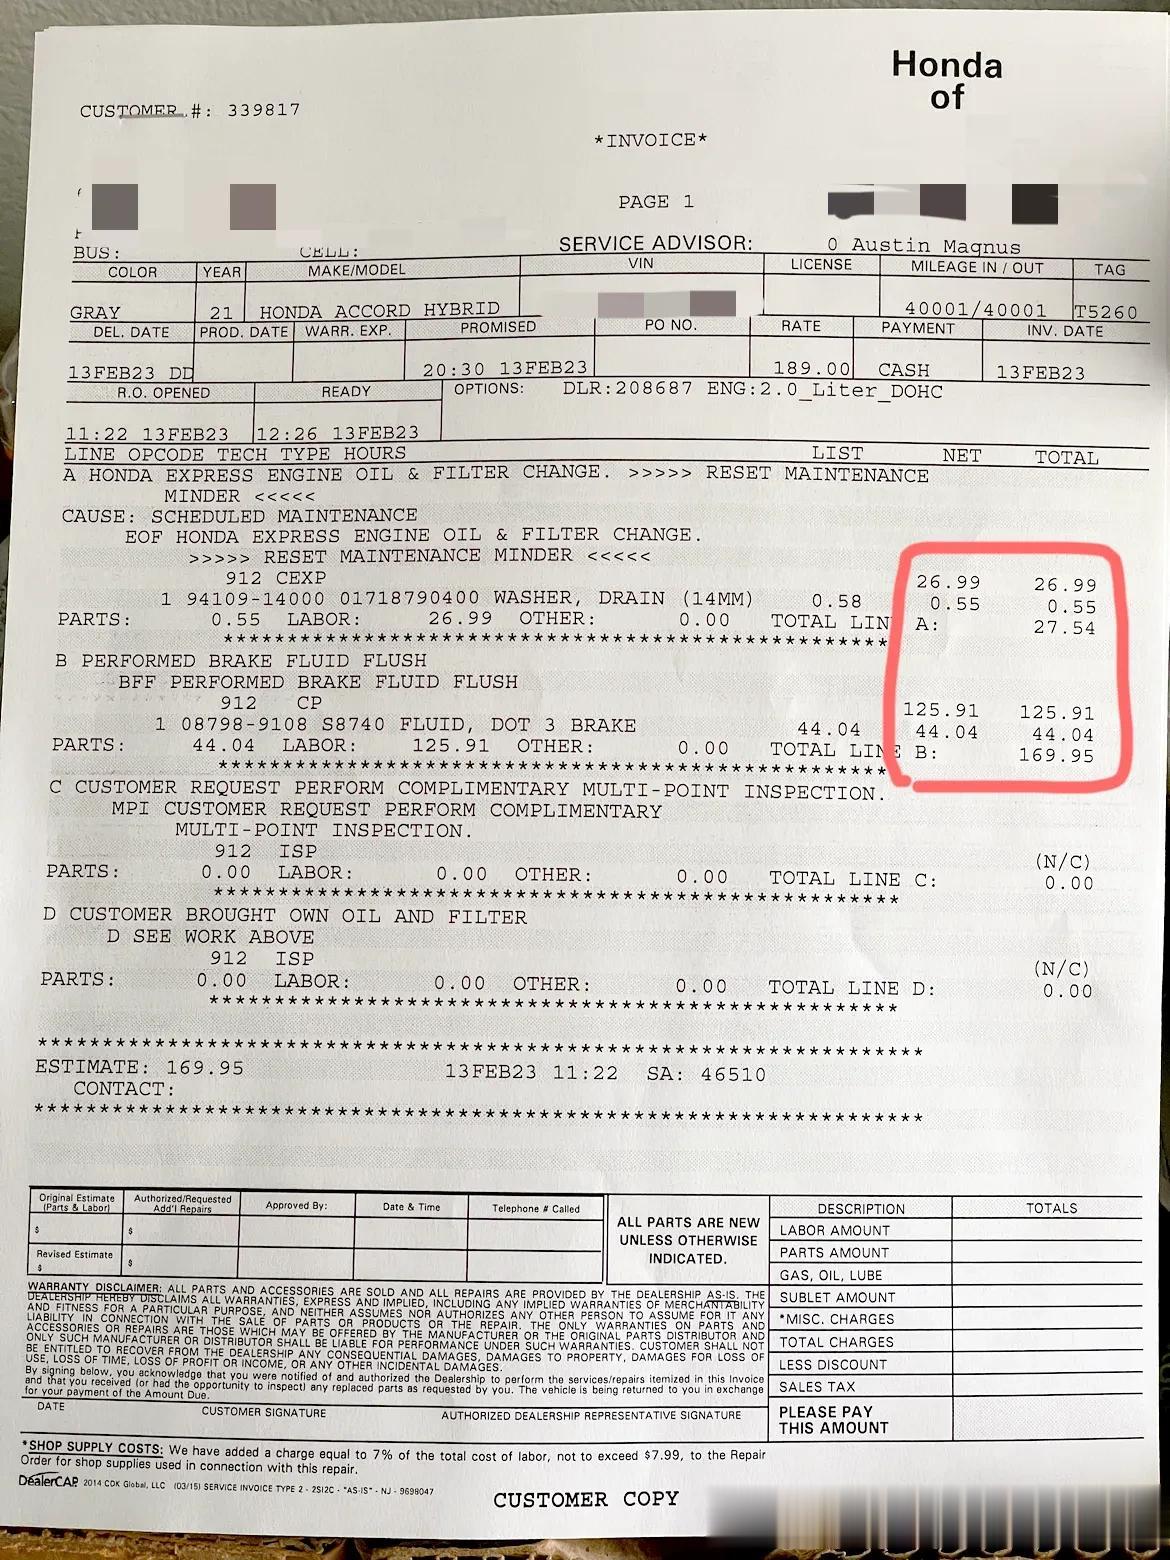 Honda
of
CUSTOMER #: 339817
*INVOICE*
PAGE 1
BUS: CELL: SERVICE ADVISOR: 0 Austin Magnus
COLOR YEAR MAKE/MODEL VIN LICENSE MILEAGE IN / OUT TAG
GRAY 21 HONDA ACCORD HYBRID 40001/40001 T5260
DEL. DATE PROD. DATE WARR. EXP. PROMISED PO NO. RATE PAYMENT INV. DATE
13FEB23 DD 20:30 13FEB23 189.00 CASH 13FEB23
R.O. OPENED READY OPTIONS: DLR:208687 ENG:2.0_Liter_DOHC
11:22 13FEB23 12:26 13FEB23
LINE OPCODE TECH TYPE HOURS LIST NET TOTAL
A HONDA EXPRESS ENGINE OIL & FILTER CHANGE. >>>>> RESET MAINTENANCE
MINDER <<<<<
CAUSE: SCHEDULED MAINTENANCE
EOF HONDA EXPRESS ENGINE OIL & FILTER CHANGE.
>>>>> RESET MAINTENANCE MINDER <<<<<
912 CEXP 26.99 26.99
1 94109-14000 01718790400 WASHER, DRAIN (14MM) 0.58 0.55 0.55
PARTS: 0.55 LABOR: 26.99 OTHER: 0.00 TOTAL LINE A: 27.54
***************************************************
B PERFORMED BRAKE FLUID FLUSH
BFF PERFORMED BRAKE FLUID FLUSH
912 CP 125.91 125.91
1 08798-9108 S8740 FLUID, DOT 3 BRAKE 44.04 44.04 44.04
PARTS: 44.04 LABOR: 125.91 OTHER: 0.00 TOTAL LINE B: 169.95
***************************************************
C CUSTOMER REQUEST PERFORM COMPLIMENTARY MULTI-POINT INSPECTION.
MPI CUSTOMER REQUEST PERFORM COMPLIMENTARY
MULTI-POINT INSPECTION.
912 ISP (N/C)
PARTS: 0.00 LABOR: 0.00 OTHER: 0.00 TOTAL LINE C: 0.00
***************************************************
D CUSTOMER BROUGHT OWN OIL AND FILTER
D SEE WORK ABOVE
912 ISP (N/C)
PARTS: 0.00 LABOR: 0.00 OTHER: 0.00 TOTAL LINE D: 0.00
***************************************************
********************************************************************
ESTIMATE: 169.95 13FEB23 11:22 SA: 46510
CONTACT:
********************************************************************
Original Estimate (Parts & Labor) Authorized/Requested Add'l Repairs Approved By: Date & Time Telephone # Called
$ $
Revised Estimate
$ $
ALL PARTS ARE NEW
UNLESS OTHERWISE
INDICATED.
DESCRIPTION TOTALS
LABOR AMOUNT
PARTS AMOUNT
GAS, OIL, LUBE
SUBLET AMOUNT
*MISC. CHARGES
TOTAL CHARGES
LESS DISCOUNT
SALES TAX
PLEASE PAY
THIS AMOUNT
WARRANTY DISCLAIMER: ALL PARTS AND ACCESSORIES ARE SOLD AND ALL REPAIRS ARE PROVIDED BY THE DEALERSHIP AS-IS. THE
DEALERSHIP HEREBY DISCLAIMS ALL WARRANTIES, EXPRESS AND IMPLIED, INCLUDING ANY IMPLIED WARRANTIES OF MERCHANTABILITY
AND FITNESS FOR A PARTICULAR PURPOSE, AND NEITHER ASSUMES NOR AUTHORIZES ANY OTHER PERSON TO ASSUME FOR IT ANY
LIABILITY IN CONNECTION WITH THE SALE OF PARTS OR PRODUCTS OR THE REPAIR. THE ONLY WARRANTIES ON PARTS AND
ACCESSORIES OR REPAIRS ARE THOSE WHICH MAY BE OFFERED BY THE MANUFACTURER OR THE ORIGINAL PARTS DISTRIBUTOR AND
ONLY SUCH MANUFACTURER OR DISTRIBUTOR SHALL BE LIABLE FOR PERFORMANCE UNDER SUCH WARRANTIES. CUSTOMER SHALL NOT
BE ENTITLED TO RECOVER FROM THE DEALERSHIP ANY CONSEQUENTIAL DAMAGES, DAMAGES TO PROPERTY, DAMAGES FOR LOSS OF
USE, LOSS OF TIME, LOSS OF PROFIT OR INCOME, OR ANY OTHER INCIDENTAL DAMAGES.
By signing below, you acknowledge that you were notified of and authorized the Dealership to perform the services/repairs itemized in this Invoice
and that you received (or had the opportunity to inspect) any replaced parts as requested by you. The vehicle is being returned to you in exchange
for your payment of the Amount Due.
DATE CUSTOMER SIGNATURE AUTHORIZED DEALERSHIP REPRESENTATIVE SIGNATURE
*SHOP SUPPLY COSTS: We have added a charge equal to 7% of the total cost of labor, not to exceed $7.99, to the Repair
Order for shop supplies used in connection with this repair.
DealerCAP 2014 CDK Global, LLC (03/15) SERVICE INVOICE TYPE 2 - 2SI2C - "AS-IS" - NJ - 9698047
CUSTOMER COPY